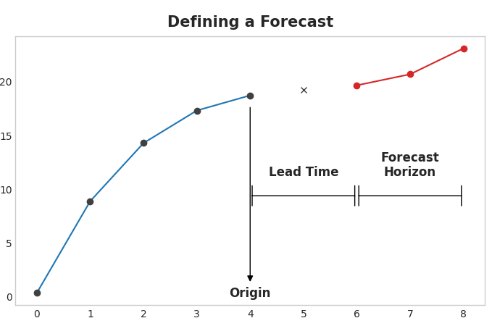 Defining a Forecast
20
15
10
5
0
×
Lead Time
Forecast
Horizon
Origin
0 1 2 3 4 5 6 7 8